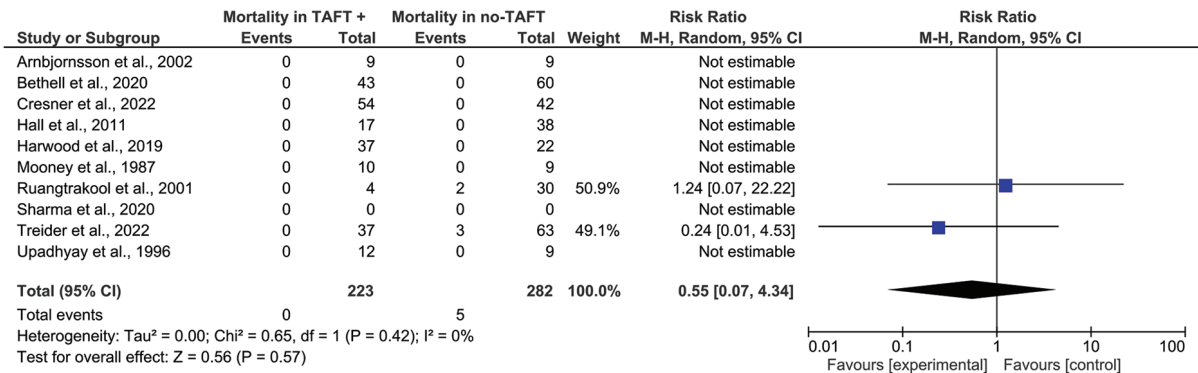 Mortality in TAFT + Mortality in no-TAFT Risk Ratio Risk Ratio
Study or Subgroup Events Total Events Total Weight M-H, Random, 95% CI M-H, Random, 95% CI
Arnbjornsson et al., 2002 0 9 0 9 Not estimable
Bethell et al., 2020 0 43 0 60 Not estimable
Cresner et al., 2022 0 54 0 42 Not estimable
Hall et al., 2011 0 17 0 38 Not estimable
Harwood et al., 2019 0 37 0 22 Not estimable
Mooney et al., 1987 0 10 0 9 Not estimable
Ruangtrakool et al., 2001 0 4 2 30 50.9% 1.24 [0.07, 22.22]
Sharma et al., 2020 0 0 0 0 Not estimable
Treider et al., 2022 0 37 3 63 49.1% 0.24 [0.01, 4.53]
Upadhyay et al., 1996 0 12 0 9 Not estimable
Total (95% CI) 223 282 100.0% 0.55 [0.07, 4.34]
Total events 0 5
Heterogeneity: Tau² = 0.00; Chi² = 0.65, df = 1 (P = 0.42); I² = 0%
Test for overall effect: Z = 0.56 (P = 0.57)
0.01 0.1 1 10 100
Favours [experimental] Favours [control]